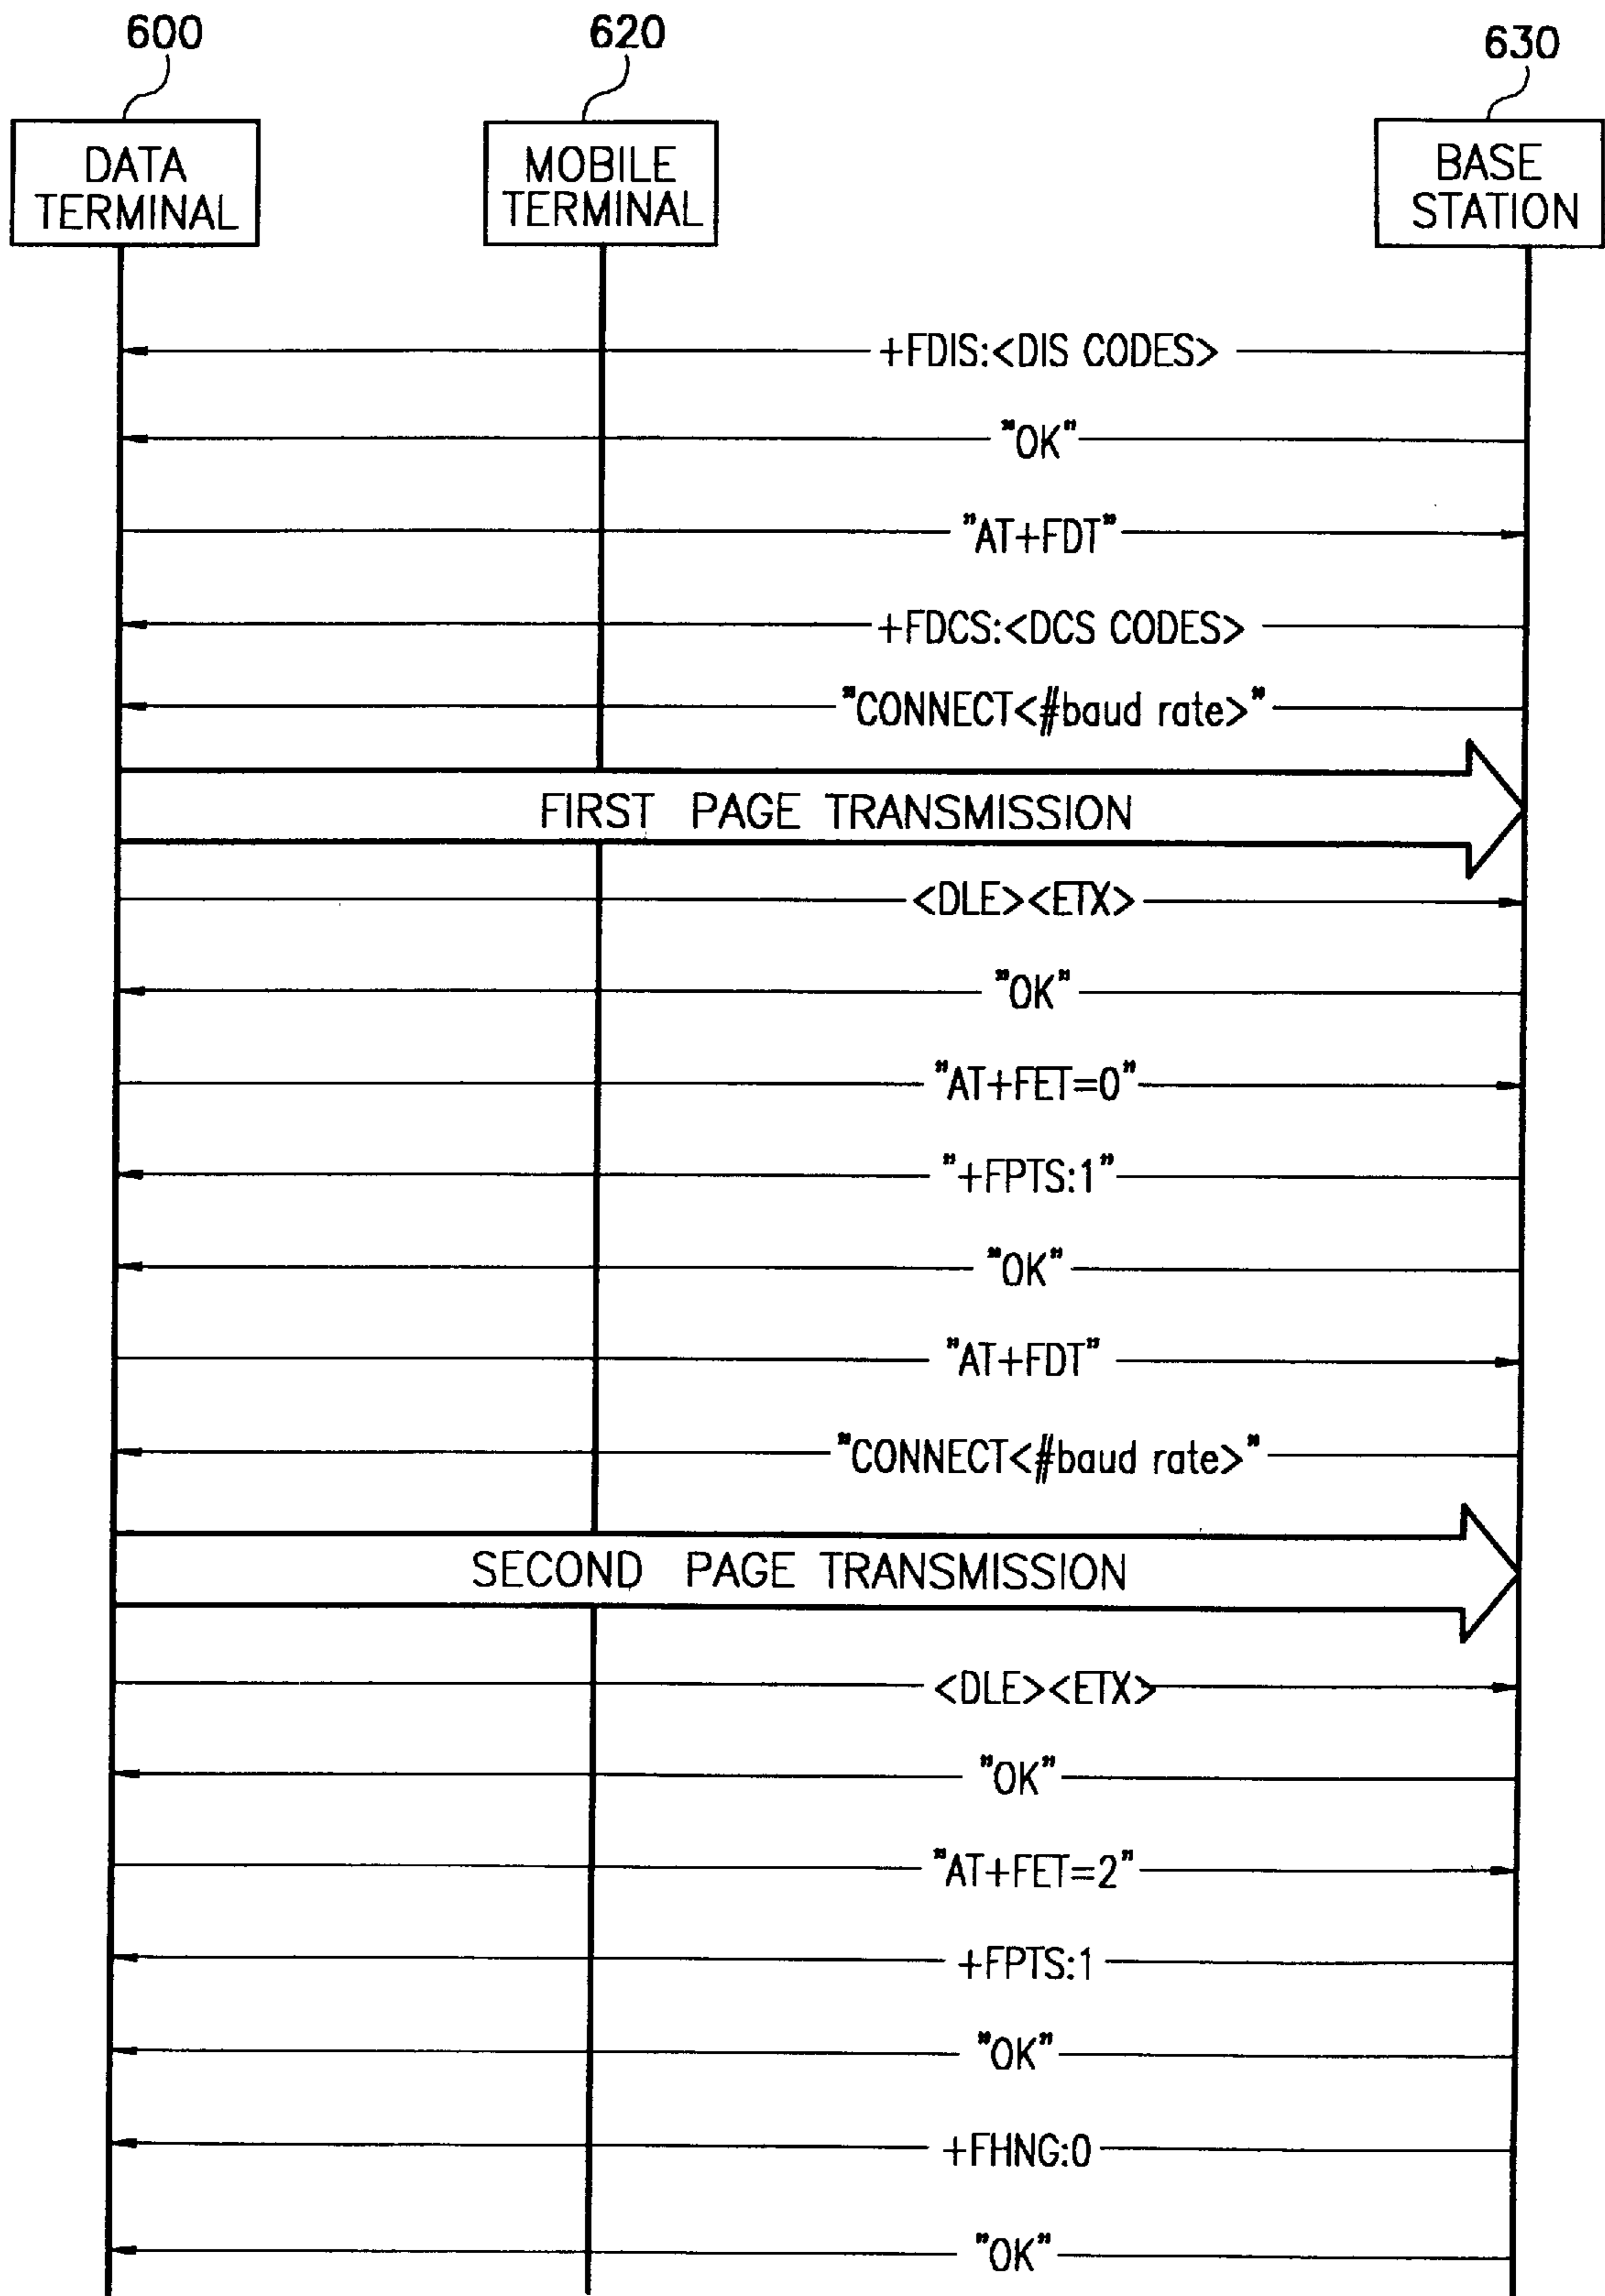 600
620
630
DATA
TERMINAL
MOBILE
TERMINAL
BASE
STATION
+FDIS:<DIS CODES>
"OK"
"AT+FDT"
+FDCS:<DCS CODES>
"CONNECT<#baud rate>"
FIRST PAGE TRANSMISSION
<DLE><ETX>
"OK"
"AT+FET=0"
"+FPTS:1"
"OK"
"AT+FDT"
"CONNECT<#baud rate>"
SECOND PAGE TRANSMISSION
<DLE><ETX>
"OK"
"AT+FET=2"
+FPTS:1
"OK"
+FHNG:0
"OK"